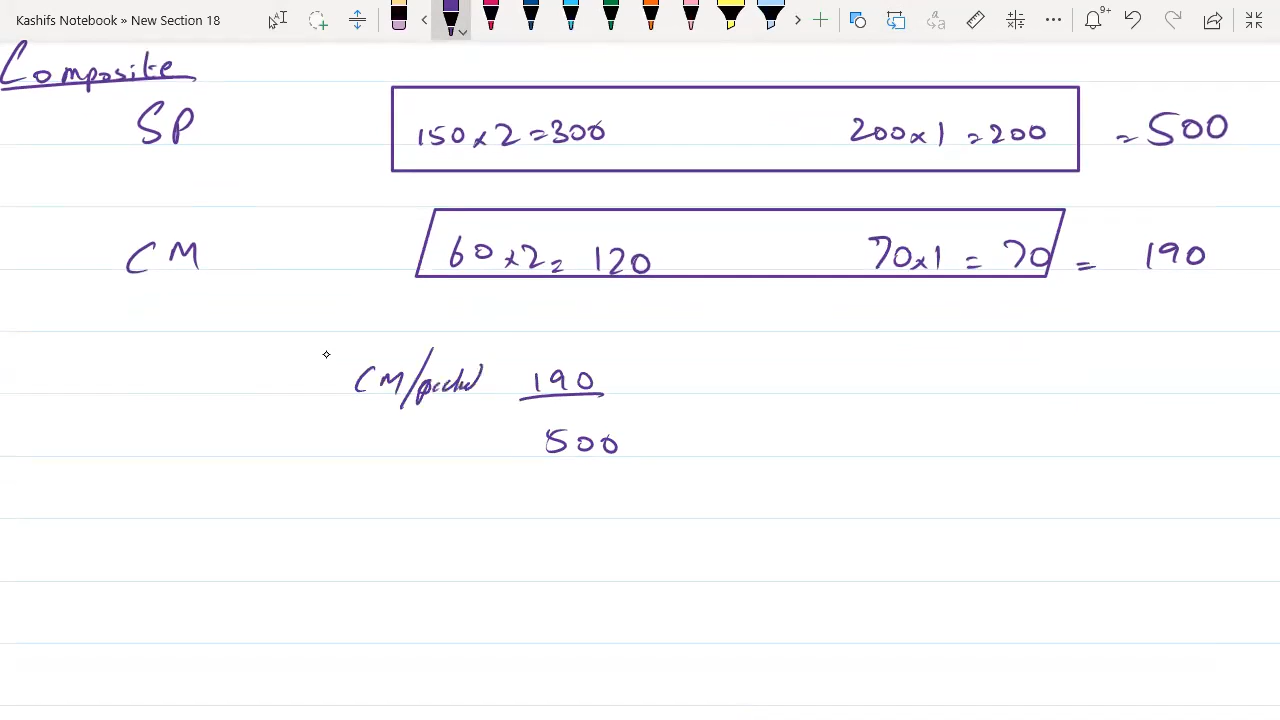 Kashifs Notebook » New Section 18
9+
Composite
SP 150 x 2 = 300 200 x 1 = 200 = 500
CM 60 x 2 = 120 70 x 1 = 70 = 190
CM/ 190
500